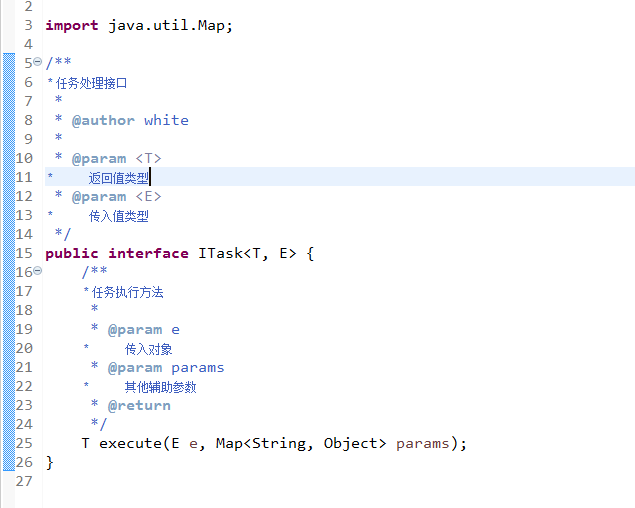 2
3 import java.util.Map;
4
5 /**
6 * 任务处理接口
7 *
8 * @author white
9 *
10 * @param <T>
11 * 返回值类型
12 * @param <E>
13 * 传入值类型
14 */
15 public interface ITask<T, E> {
16 /**
17 * 任务执行方法
18 *
19 * @param e
20 * 传入对象
21 * @param params
22 * 其他辅助参数
23 * @return
24 */
25 T execute(E e, Map<String, Object> params);
26 }
27